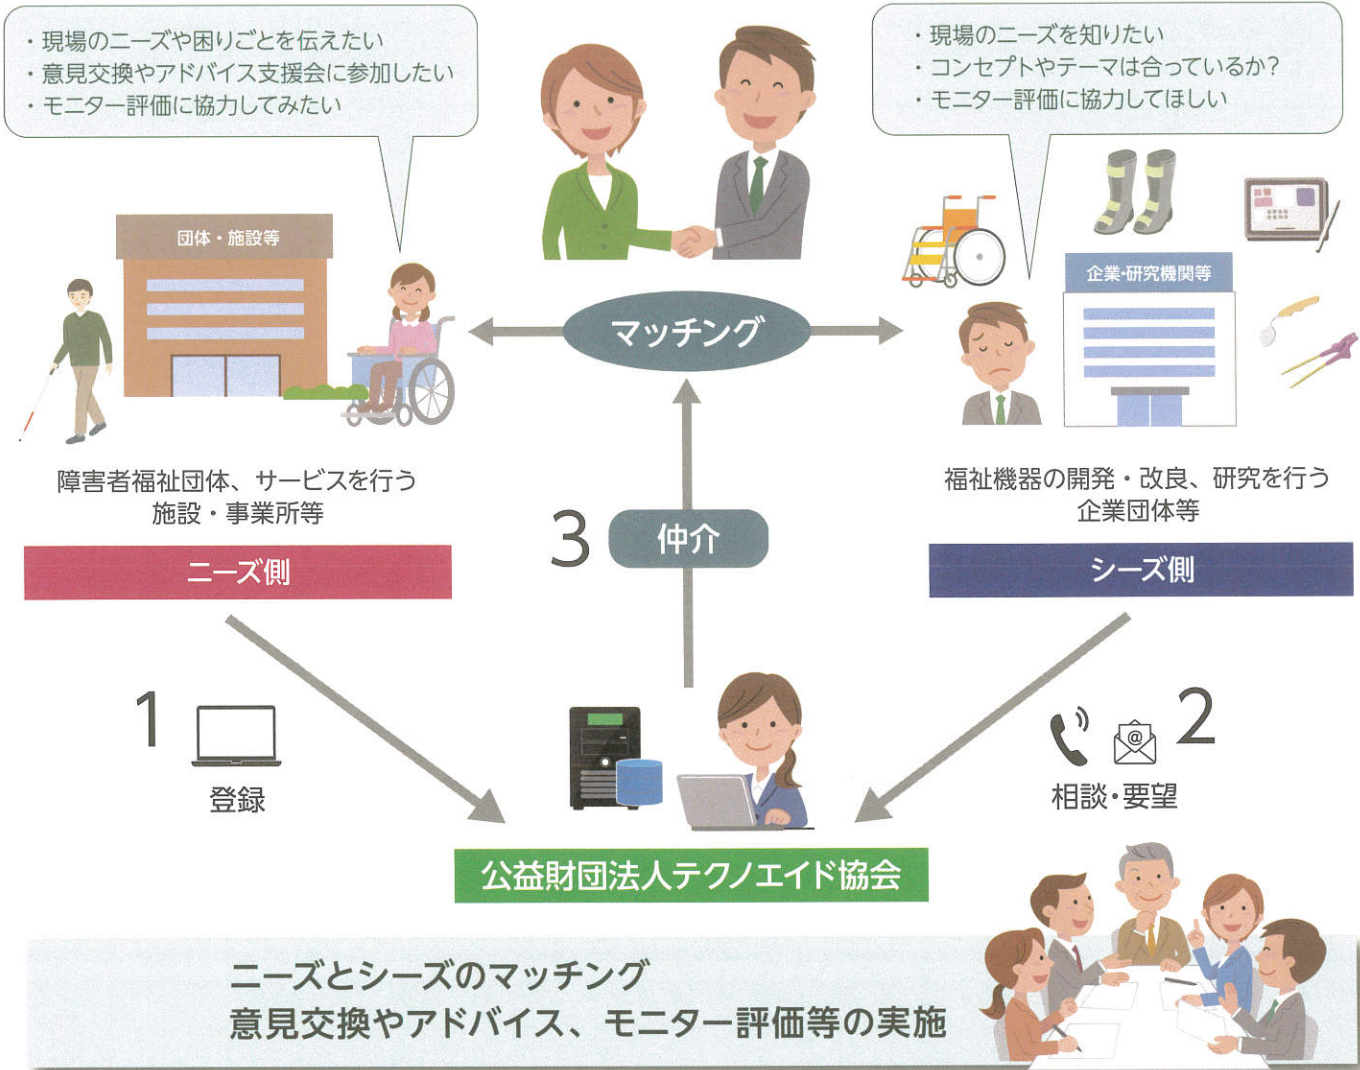 ・現場のニーズや困りごとを伝えたい
・意見交換やアドバイス支援会に参加したい
・モニター評価に協力してみたい
・現場のニーズを知りたい
・コンセプトやテーマは合っているか?
・モニター評価に協力してほしい
団体・施設等
企業・研究機関等
マッチング
障害者福祉団体、サービスを行う
施設・事業所等
福祉機器の開発・改良、研究を行う
企業団体等
3
仲介
ニーズ側
シーズ側
1
登録
@
2
相談・要望
公益財団法人テクノエイド協会
ニーズとシーズのマッチング
意見交換やアドバイス、モニター評価等の実施